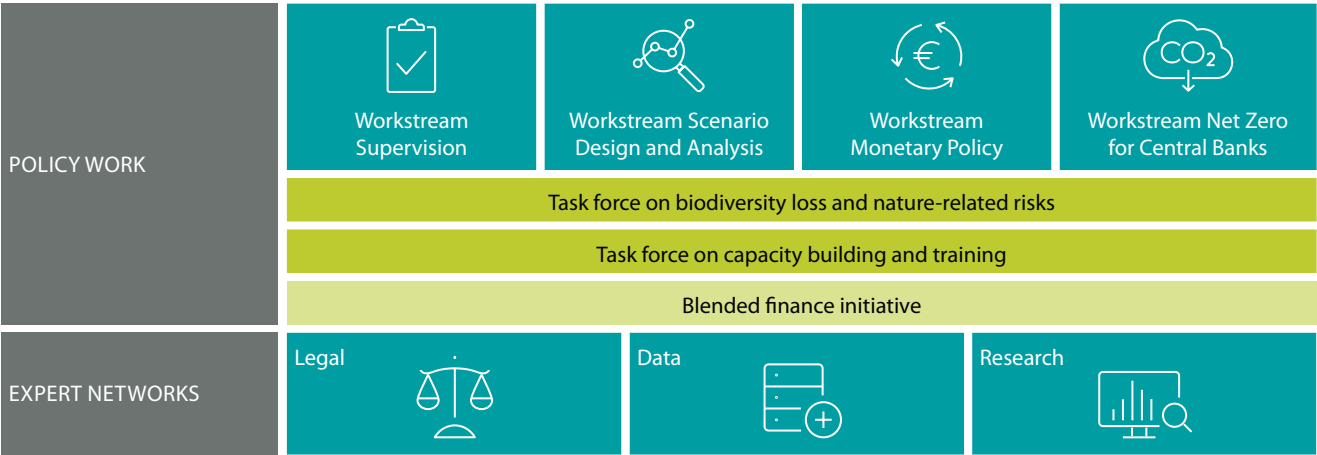 POLICY WORK
Workstream
Supervision
Workstream Scenario
Design and Analysis
€
Workstream
Monetary Policy
CO₂
Workstream Net Zero
for Central Banks
Task force on biodiversity loss and nature-related risks
Task force on capacity building and training
Blended finance initiative
EXPERT NETWORKS
Legal
Data
Research